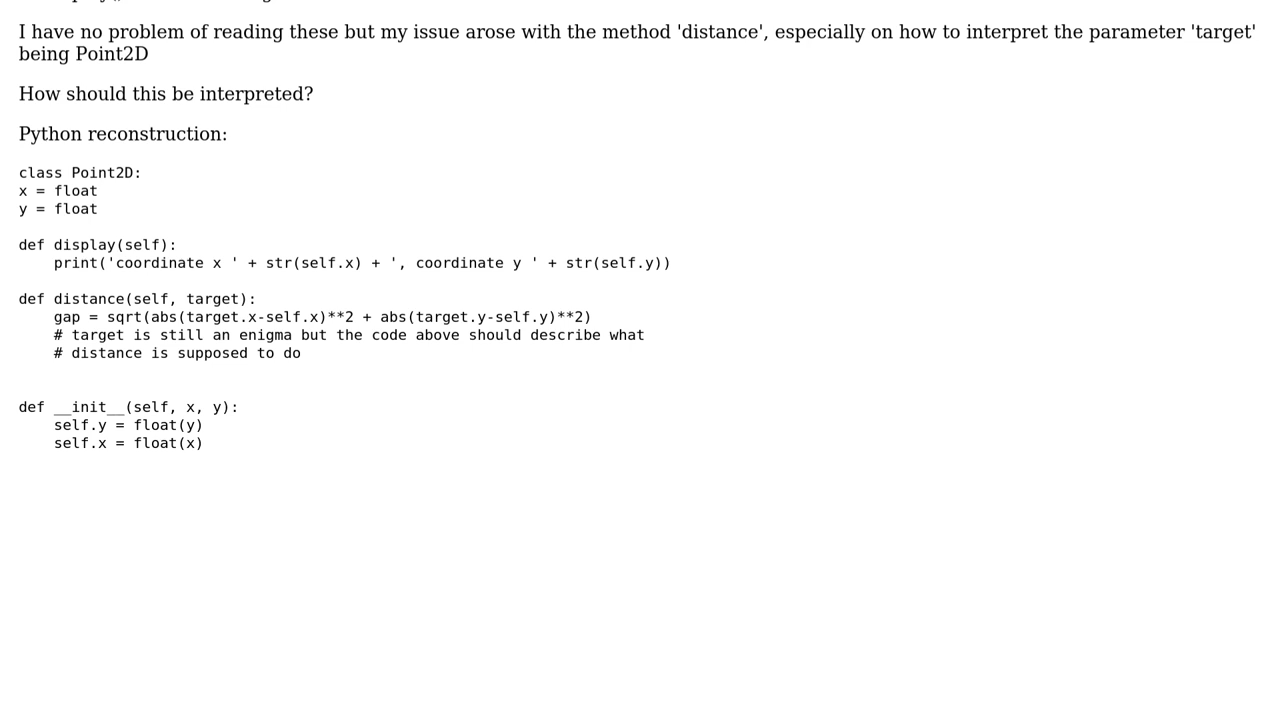 I have no problem of reading these but my issue arose with the method 'distance', especially on how to interpret the parameter 'target'
being Point2D
How should this be interpreted?
Python reconstruction:
class Point2D:
x = float
y = float
def display(self):
    print('coordinate x ' + str(self.x) + ', coordinate y ' + str(self.y))
def distance(self, target):
    gap = sqrt(abs(target.x-self.x)**2 + abs(target.y-self.y)**2)
    # target is still an enigma but the code above should describe what
    # distance is supposed to do
def __init__(self, x, y):
    self.y = float(y)
    self.x = float(x)